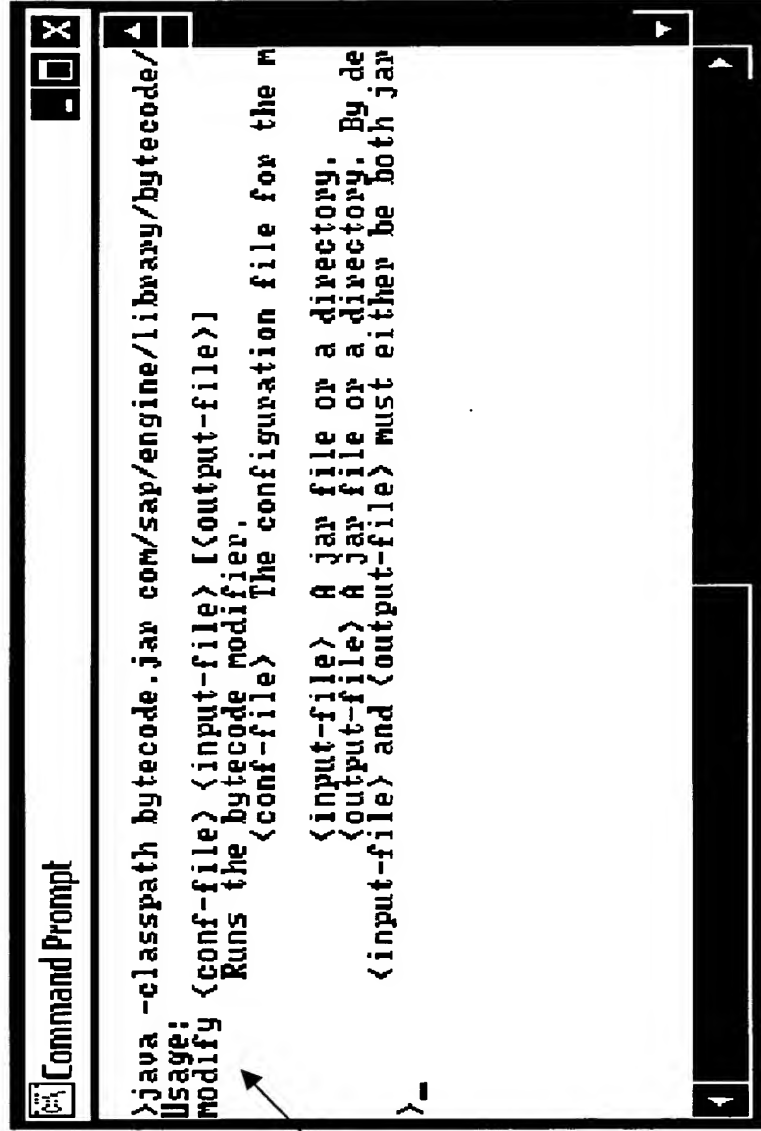 Command Prompt
>java -classpath bytecode.jar com/sap/engine/library/bytecode/
Usage:
Modify <conf-file> <input-file> [<output-file>]
Runs the bytecode modifier.
<conf-file> The configuration file for the m
<input-file> A jar file or a directory.
<output-file> A jar file or a directory. By de
<input-file> and <output-file> must either be both jar
>_